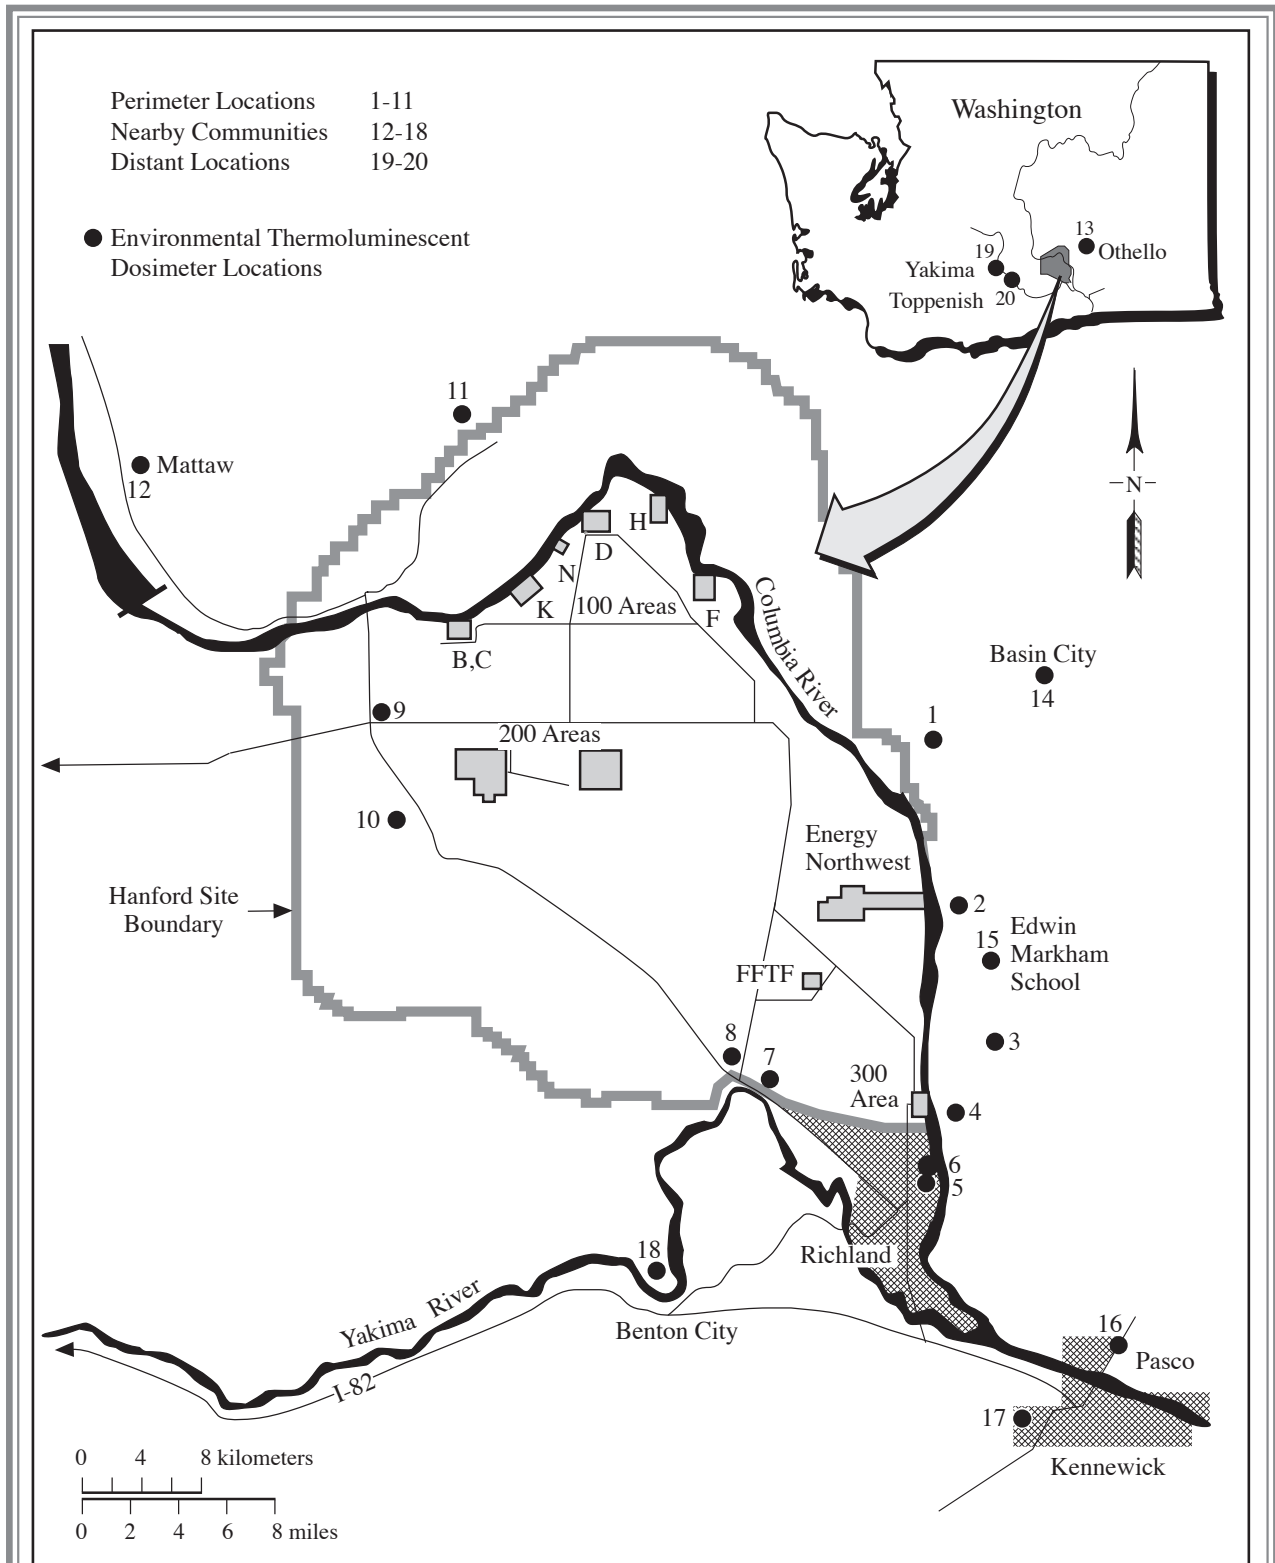 Perimeter Locations 1-11
Nearby Communities 12-18
Distant Locations 19-20
Environmental Thermoluminescent
Dosimeter Locations
Washington
13
Othello
19
Yakima
Toppenish 20
11
Mattaw
12
N
H
D
N
K
100 Areas
F
B,C
Columbia River
Basin City
14
1
9
200 Areas
10
Energy
Northwest
Hanford Site
Boundary
2
15
Edwin
Markham
School
FFTF
3
8
7
300
Area
4
6
5
18
Richland
Yakima River
Benton City
I-82
16
Pasco
17
Kennewick
0 4 8 kilometers
0 2 4 6 8 miles